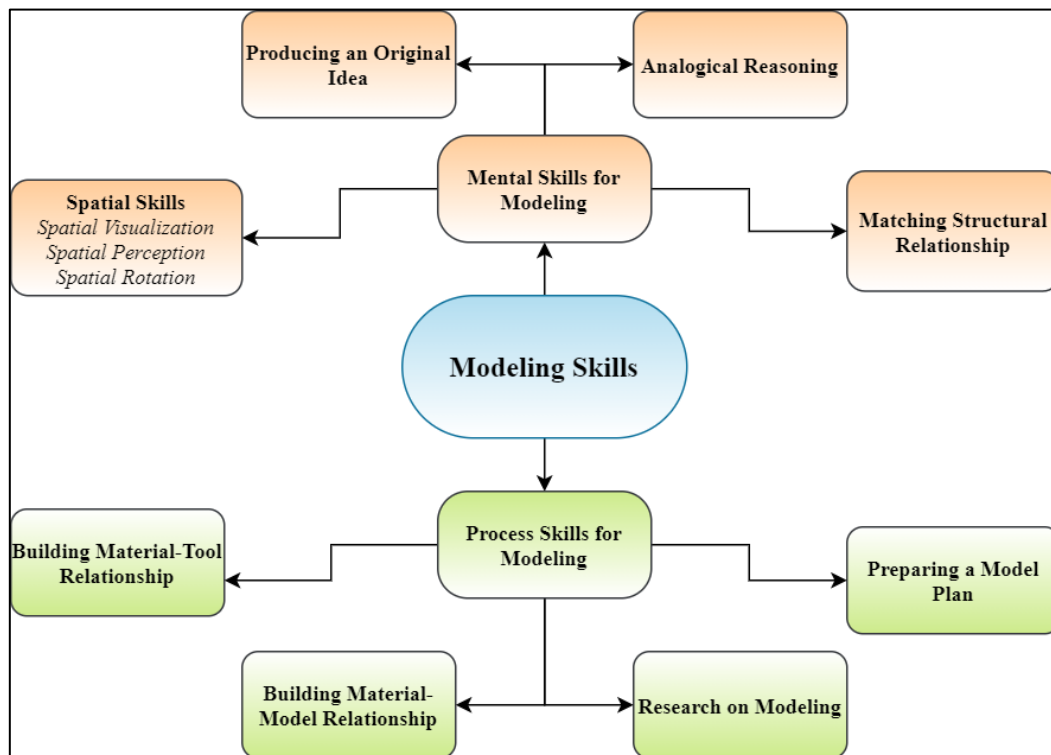 Producing an Original
Idea
Analogical Reasoning
Mental Skills for
Modeling
Spatial Skills
Spatial Visualization
Spatial Perception
Spatial Rotation
Matching Structural
Relationship
Modeling Skills
Process Skills for
Modeling
Building Material-Tool
Relationship
Preparing a Model
Plan
Building Material-
Model Relationship
Research on Modeling